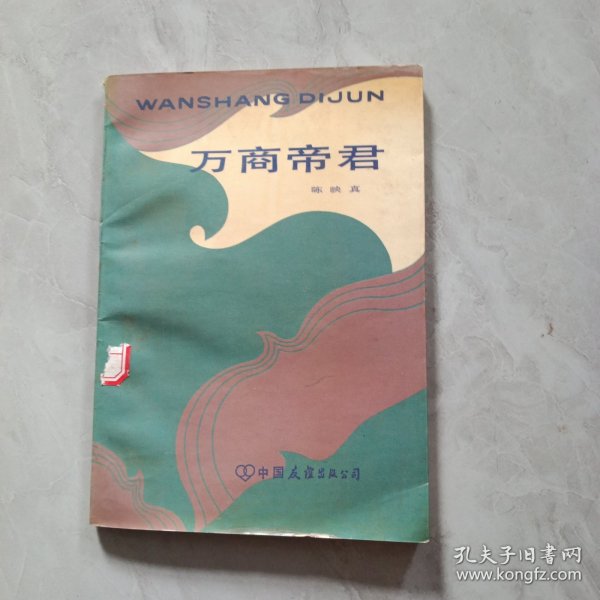 WANSHANG DIJUN
万商帝君
陈映真
中国友谊出版公司
孔夫子旧书网
www.kongfz.com